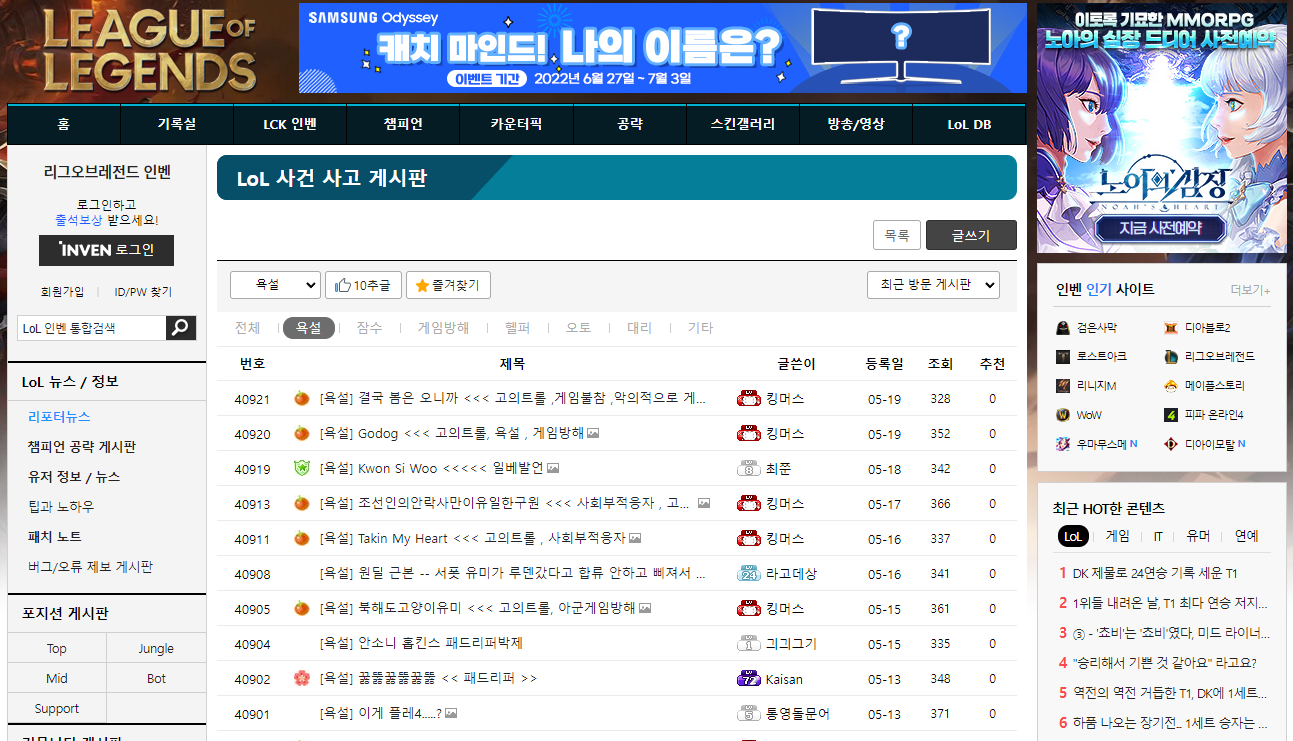 LEAGUE OF
LEGENDS
SAMSUNG Odyssey
캐치 마인드! 나의 이름은?
이벤트 기간 2022년 6월 27일 ~ 7월 3일
?
이토록 기묘한 MMORPG
노아의 심장 드디어 사전예약
노아의 심장
NOAH'S HEART
지금 사전예약
홈 기록실 LCK 인벤 챔피언 카운터픽 공략 스킨갤러리 방송/영상 LoL DB
리그오브레전드 인벤
로그인하고
출석보상 받으세요!
INVEN 로그인
회원가입 ID/PW 찾기
LoL 인벤 통합검색
LoL 뉴스 / 정보
리포터뉴스
챔피언 공략 게시판
유저 정보 / 뉴스
팁과 노하우
패치 노트
버그/오류 제보 게시판
포지션 게시판
Top Jungle
Mid Bot
Support
LoL 사건 사고 게시판
목록 글쓰기
욕설 10추글 즐겨찾기 최근 방문 게시판
전체 욕설 잠수 게임방해 헬퍼 오토 대리 기타
번호 제목 글쓴이 등록일 조회 추천
40921 [욕설] 결국 봄은 오니까 <<< 고의트롤 ,게임불참 ,악의적으로 게... 킹머스 05-19 328 0
40920 [욕설] Godog <<< 고의트롤, 욕설 , 게임방해 킹머스 05-19 352 0
40919 [욕설] Kwon Si Woo <<<<< 일베발언 8 최쭌 05-18 342 0
40913 [욕설] 조선인의안락사만이유일한구원 <<< 사회부적응자 , 고... 킹머스 05-17 366 0
40911 [욕설] Takin My Heart <<< 고의트롤 , 사회부적응자 킹머스 05-16 337 0
40908 [욕설] 원딜 근본 -- 서폿 유미가 루덴갔다고 합류 안하고 삐져서 ... 24 라고데상 05-16 341 0
40905 [욕설] 북해도고양이유미 <<< 고의트롤, 아군게임방해 킹머스 05-15 361 0
40904 [욕설] 안소니 홉킨스 패드리퍼박제 1 긔긔그기 05-15 335 0
40902 [욕설] 꿇뚫꿇뚫꿇뚫 << 패드리퍼 >> 77 Kaisan 05-13 348 0
40901 [욕설] 이게 플레4.....? 5 통영돌문어 05-13 371 0
인벤 인기 사이트 더보기+
검은사막 디아블로2
로스트아크 리그오브레전드
리니지M 메이플스토리
WoW 피파 온라인4
우마무스메 N 디아이모탈 N
최근 HOT한 콘텐츠
LoL 게임 IT 유머 연예
1 DK 제물로 24연승 기록 세운 T1
2 1위들 내려온 날, T1 최다 연승 저지...
3 ③ - '쵸비'는 '쵸비'였다, 미드 라이너...
4 "승리해서 기쁜 것 같아요" 라고요?
5 역전의 역전 거듭한 T1, DK에 1세트...
6 하품 나오는 장기전... 1세트 승자는 ...